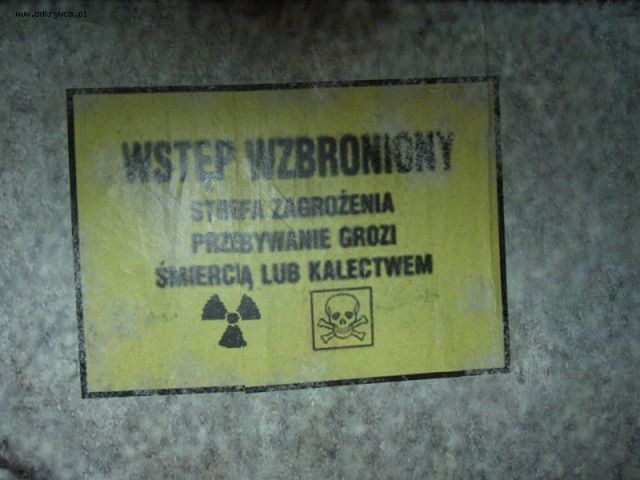 www.odkrywca.pl
WSTĘP WZBRONIONY
STREFA ZAGROŻENIA
PRZEBYWANIE GROZI
ŚMIERCIĄ LUB KALECTWEM